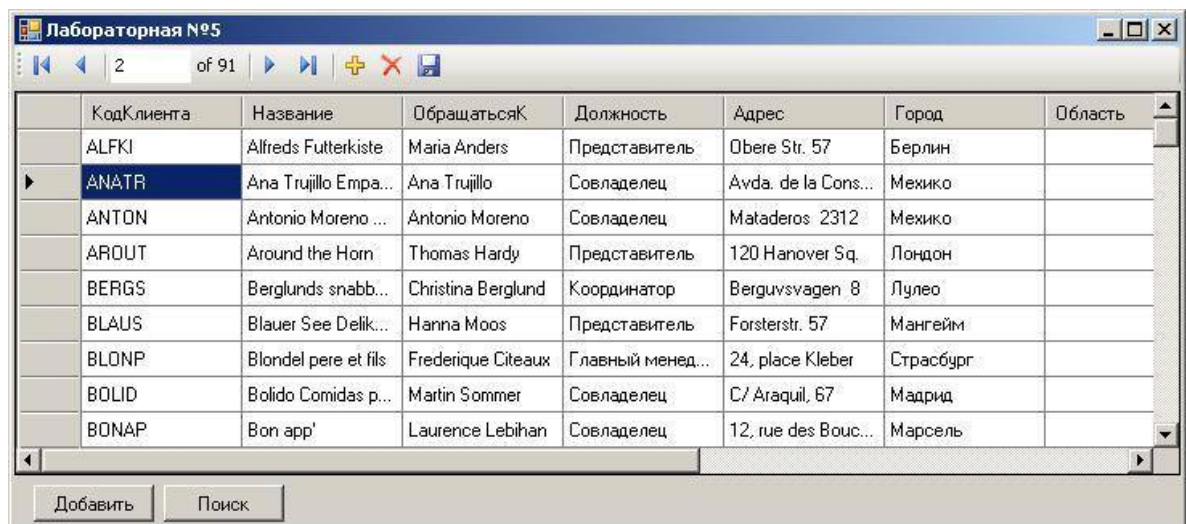 Лабораторная №5
2 of 91
КодКлиента Название ОбращатьсяК Должность Адрес Город Область
ALFKI Alfreds Futterkiste Maria Anders Представитель Obere Str. 57 Берлин
ANATR Ana Trujillo Empa... Ana Trujillo Совладелец Avda. de la Cons... Мехико
ANTON Antonio Moreno ... Antonio Moreno Совладелец Mataderos 2312 Мехико
AROUT Around the Horn Thomas Hardy Представитель 120 Hanover Sq. Лондон
BERGS Berglunds snabb... Christina Berglund Координатор Berguvsvagen 8 Лулео
BLAUS Blauer See Delik... Hanna Moos Представитель Forsterstr. 57 Мангейм
BLONP Blondel pere et fils Frederique Citeaux Главный менед... 24, place Kleber Страсбург
BOLID Bolido Comidas p... Martin Sommer Совладелец C/ Araquil, 67 Мадрид
BONAP Bon app' Laurence Lebihan Совладелец 12, rue des Bouc... Марсель
Добавить Поиск